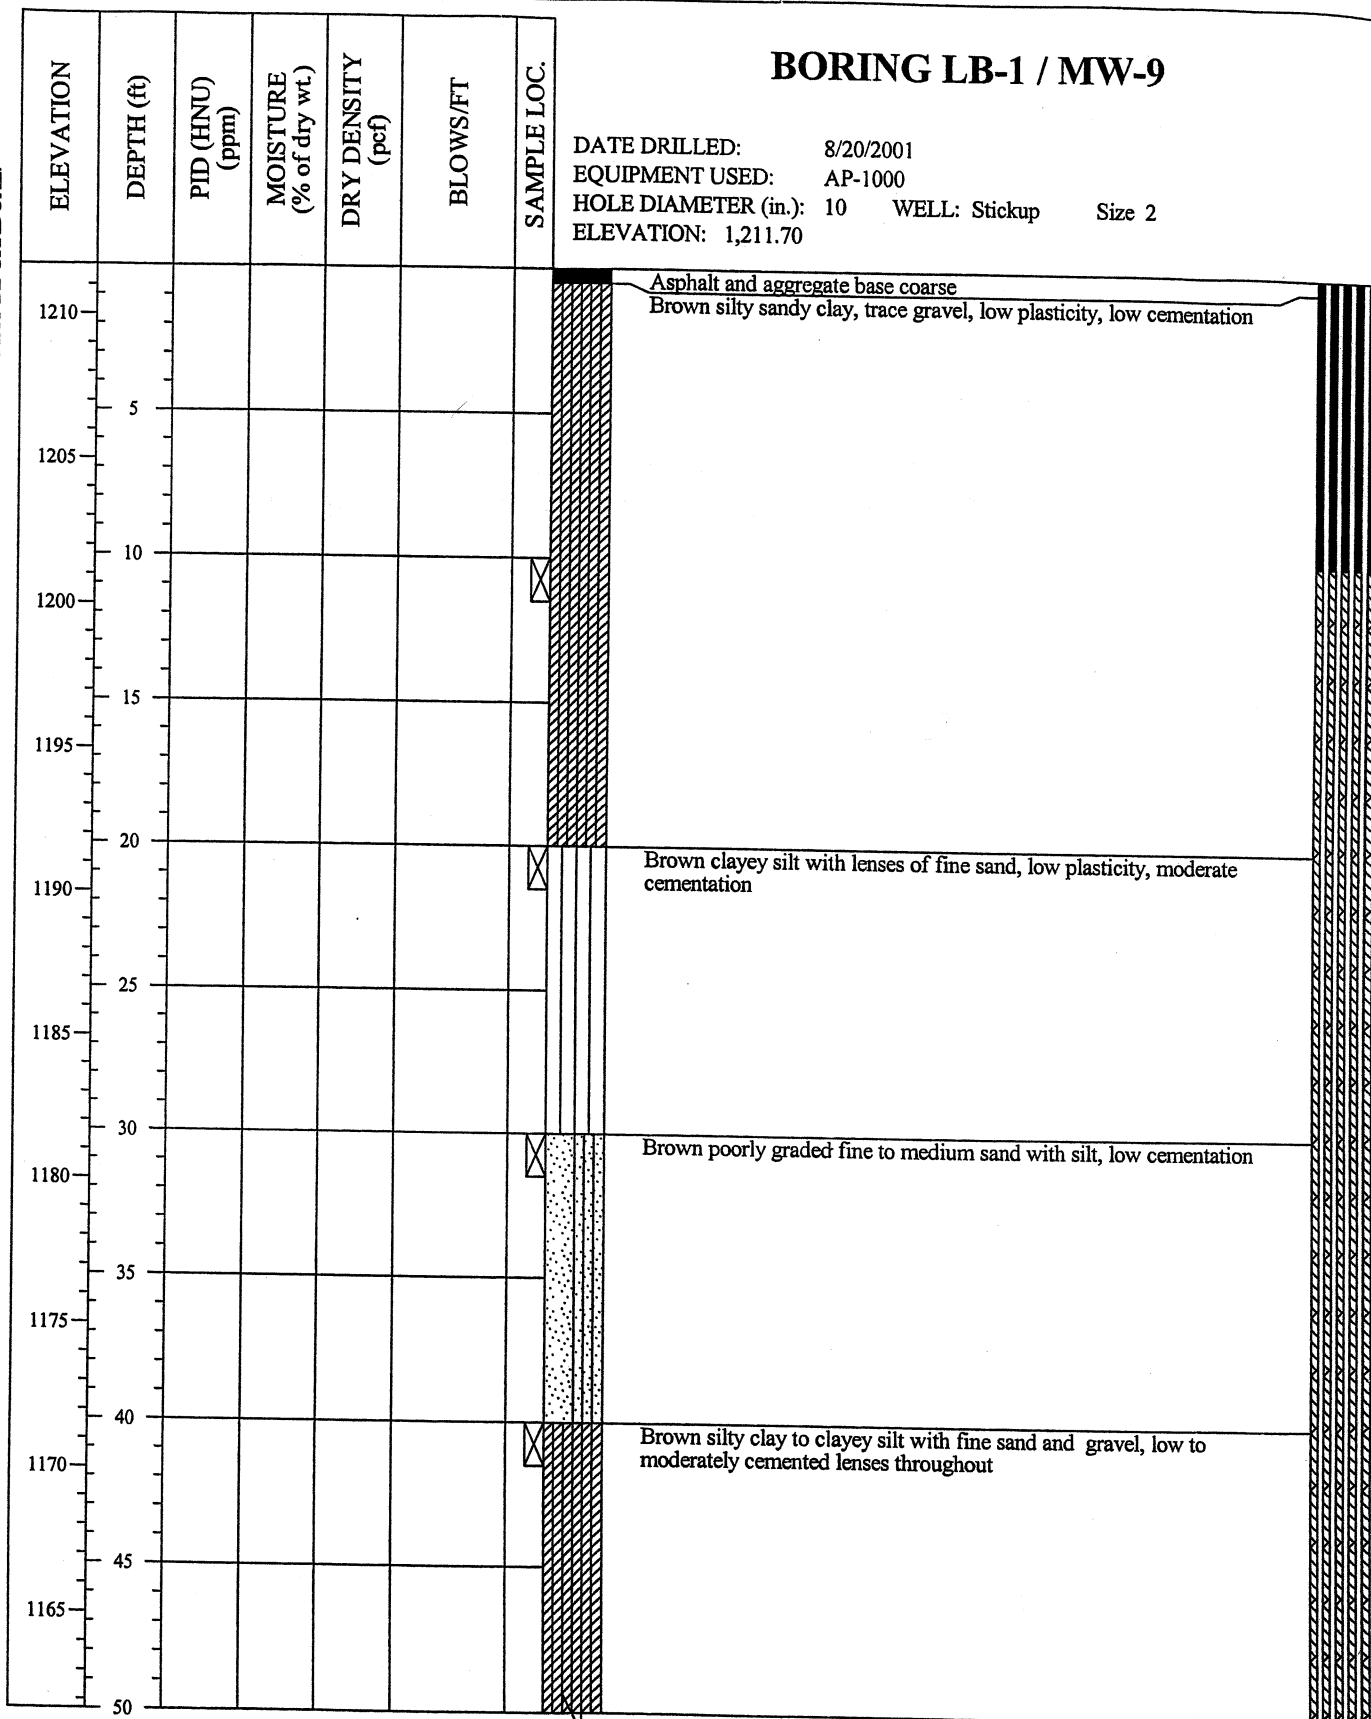 BORING LB-1 / MW-9
ELEVATION
DEPTH (ft)
PID (HNU)
(ppm)
MOISTURE
(% of dry wt.)
DRY DENSITY
(pcf)
BLOWS/FT
SAMPLE LOC.
DATE DRILLED: 8/20/2001
EQUIPMENT USED: AP-1000
HOLE DIAMETER (in.): 10 WELL: Stickup Size 2
ELEVATION: 1,211.70
Asphalt and aggregate base coarse
1210
Brown silty sandy clay, trace gravel, low plasticity, low cementation
5
1205
10
1200
15
1195
20
Brown clayey silt with lenses of fine sand, low plasticity, moderate
1190
cementation
25
1185
30
Brown poorly graded fine to medium sand with silt, low cementation
1180
35
1175
40
Brown silty clay to clayey silt with fine sand and gravel, low to
1170
moderately cemented lenses throughout
45
1165
50